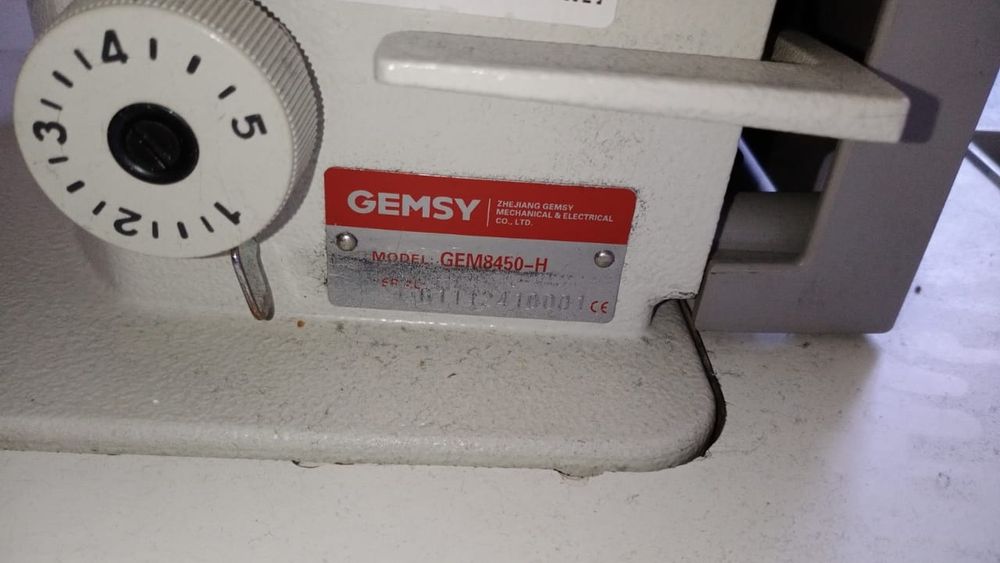 4
5
3
2
1
GEMSY
ZHEJIANG GEMSY
MECHANICAL & ELECTRICAL
CO., LTD.
MODEL: GEM8450-H
CE